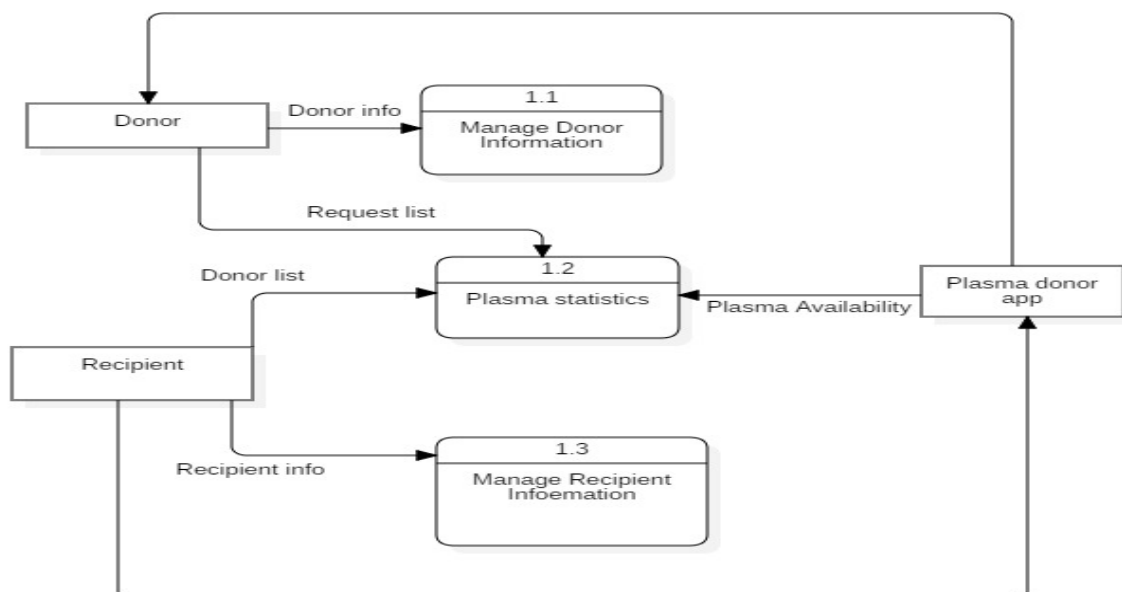 1.1
Donor info
Donor
Manage Donor
Information
Request list
1.2
Donor list
Plasma statistics
Plasma donor
app
Plasma Availability
Recipient
1.3
Recipient info
Manage Recipient
Infoemation